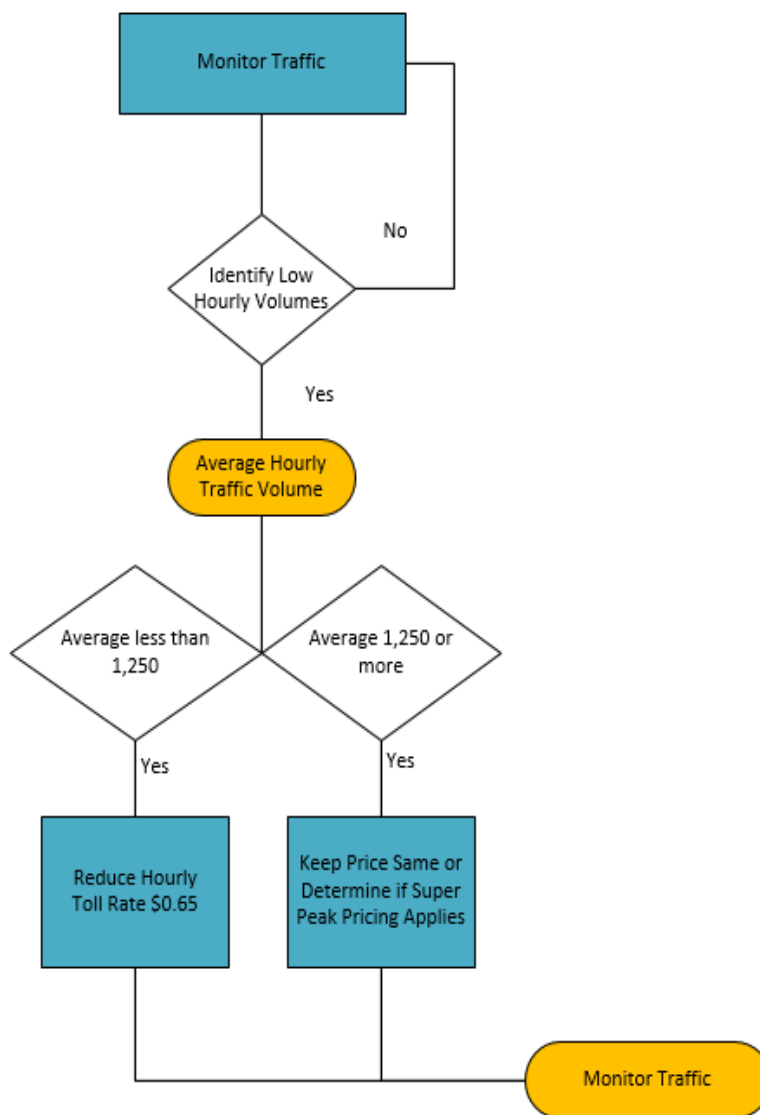 Monitor Traffic
No
Identify Low
Hourly Volumes
Yes
Average Hourly
Traffic Volume
Average less than
1,250
Average 1,250 or
more
Yes
Yes
Reduce Hourly
Toll Rate $0.65
Keep Price Same or
Determine if Super
Peak Pricing Applies
Monitor Traffic